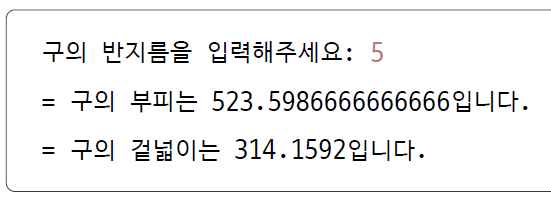 구의 반지름을 입력해주세요: 5
= 구의 부피는 523.5986666666666입니다.
= 구의 겉넓이는 314.1592입니다.